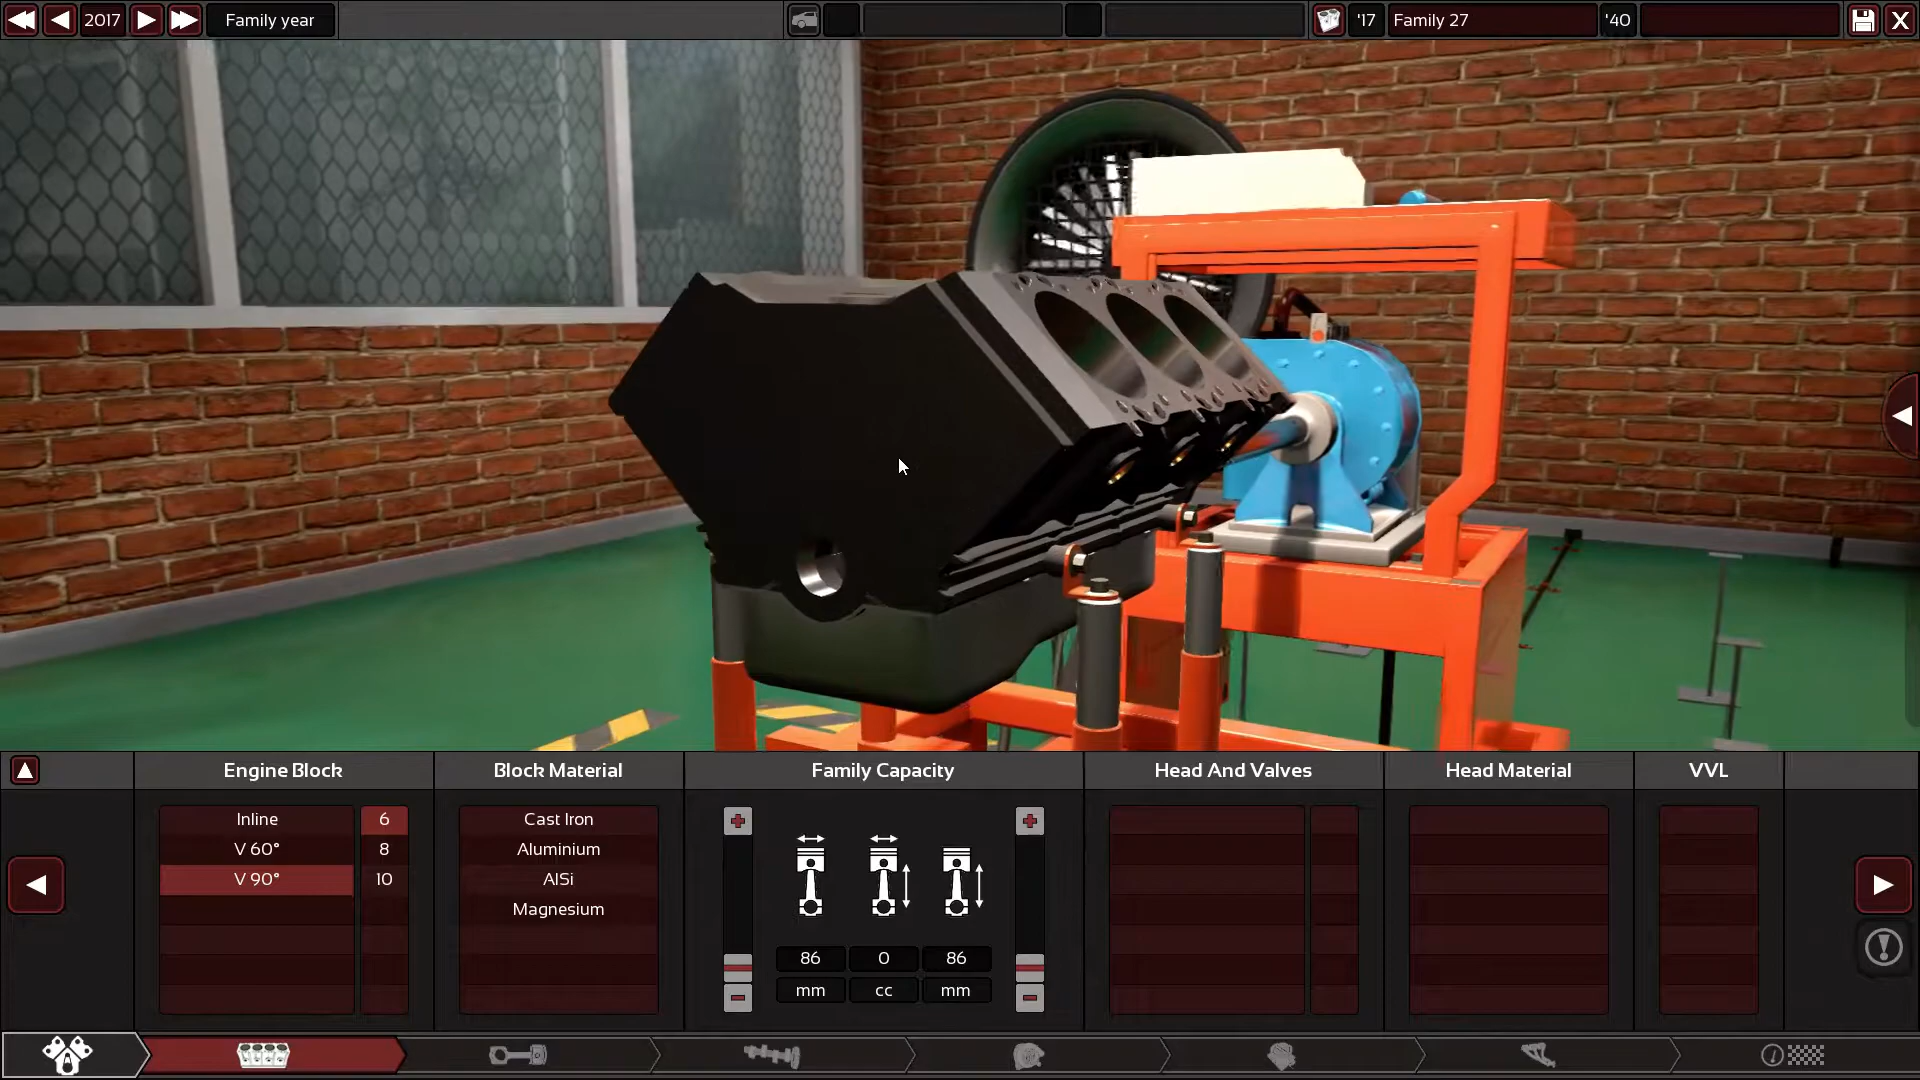 2017
Family year
'17
Family 27
'40
Engine Block
Block Material
Family Capacity
Head And Valves
Head Material
VVL
Inline
6
V 60°
8
V 90°
10
Cast Iron
Aluminium
AlSi
Magnesium
86
0
86
mm
cc
mm